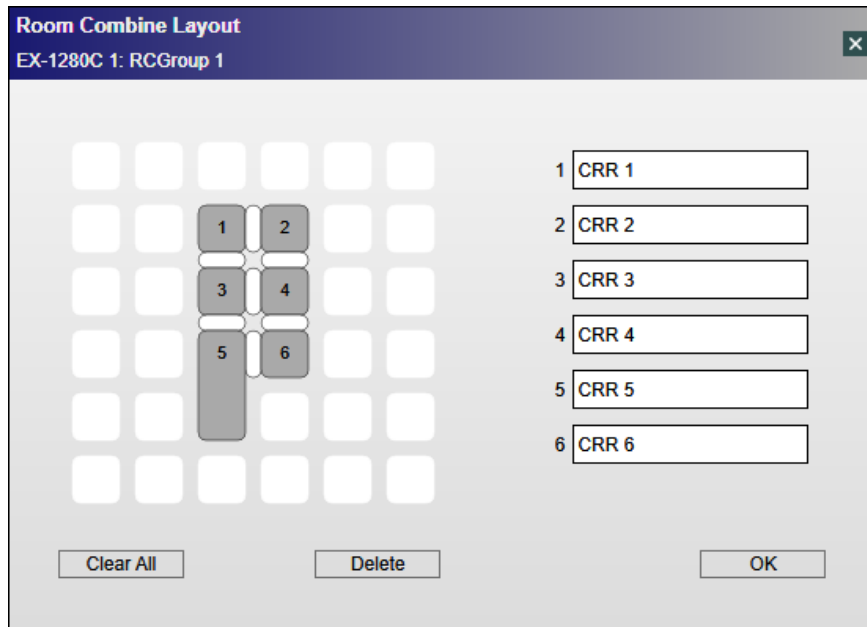 Room Combine Layout
EX-1280C 1: RCGroup 1
1 2
3 4
5 6
1 CRR 1
2 CRR 2
3 CRR 3
4 CRR 4
5 CRR 5
6 CRR 6
Clear All Delete OK